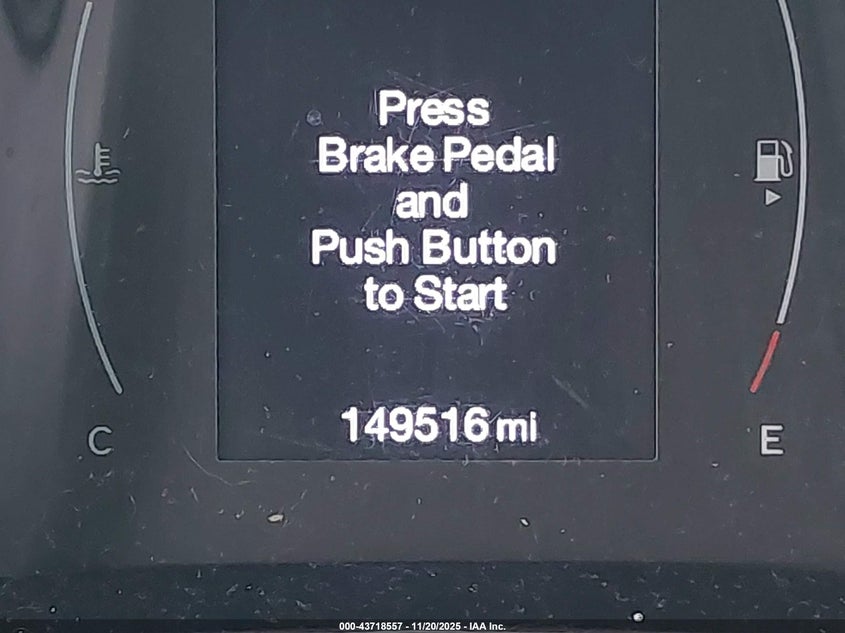 Press
Brake Pedal
and
Push Button
to Start
149516 mi
C
E
000-43718557 - 11/20/2025 - IAA Inc.